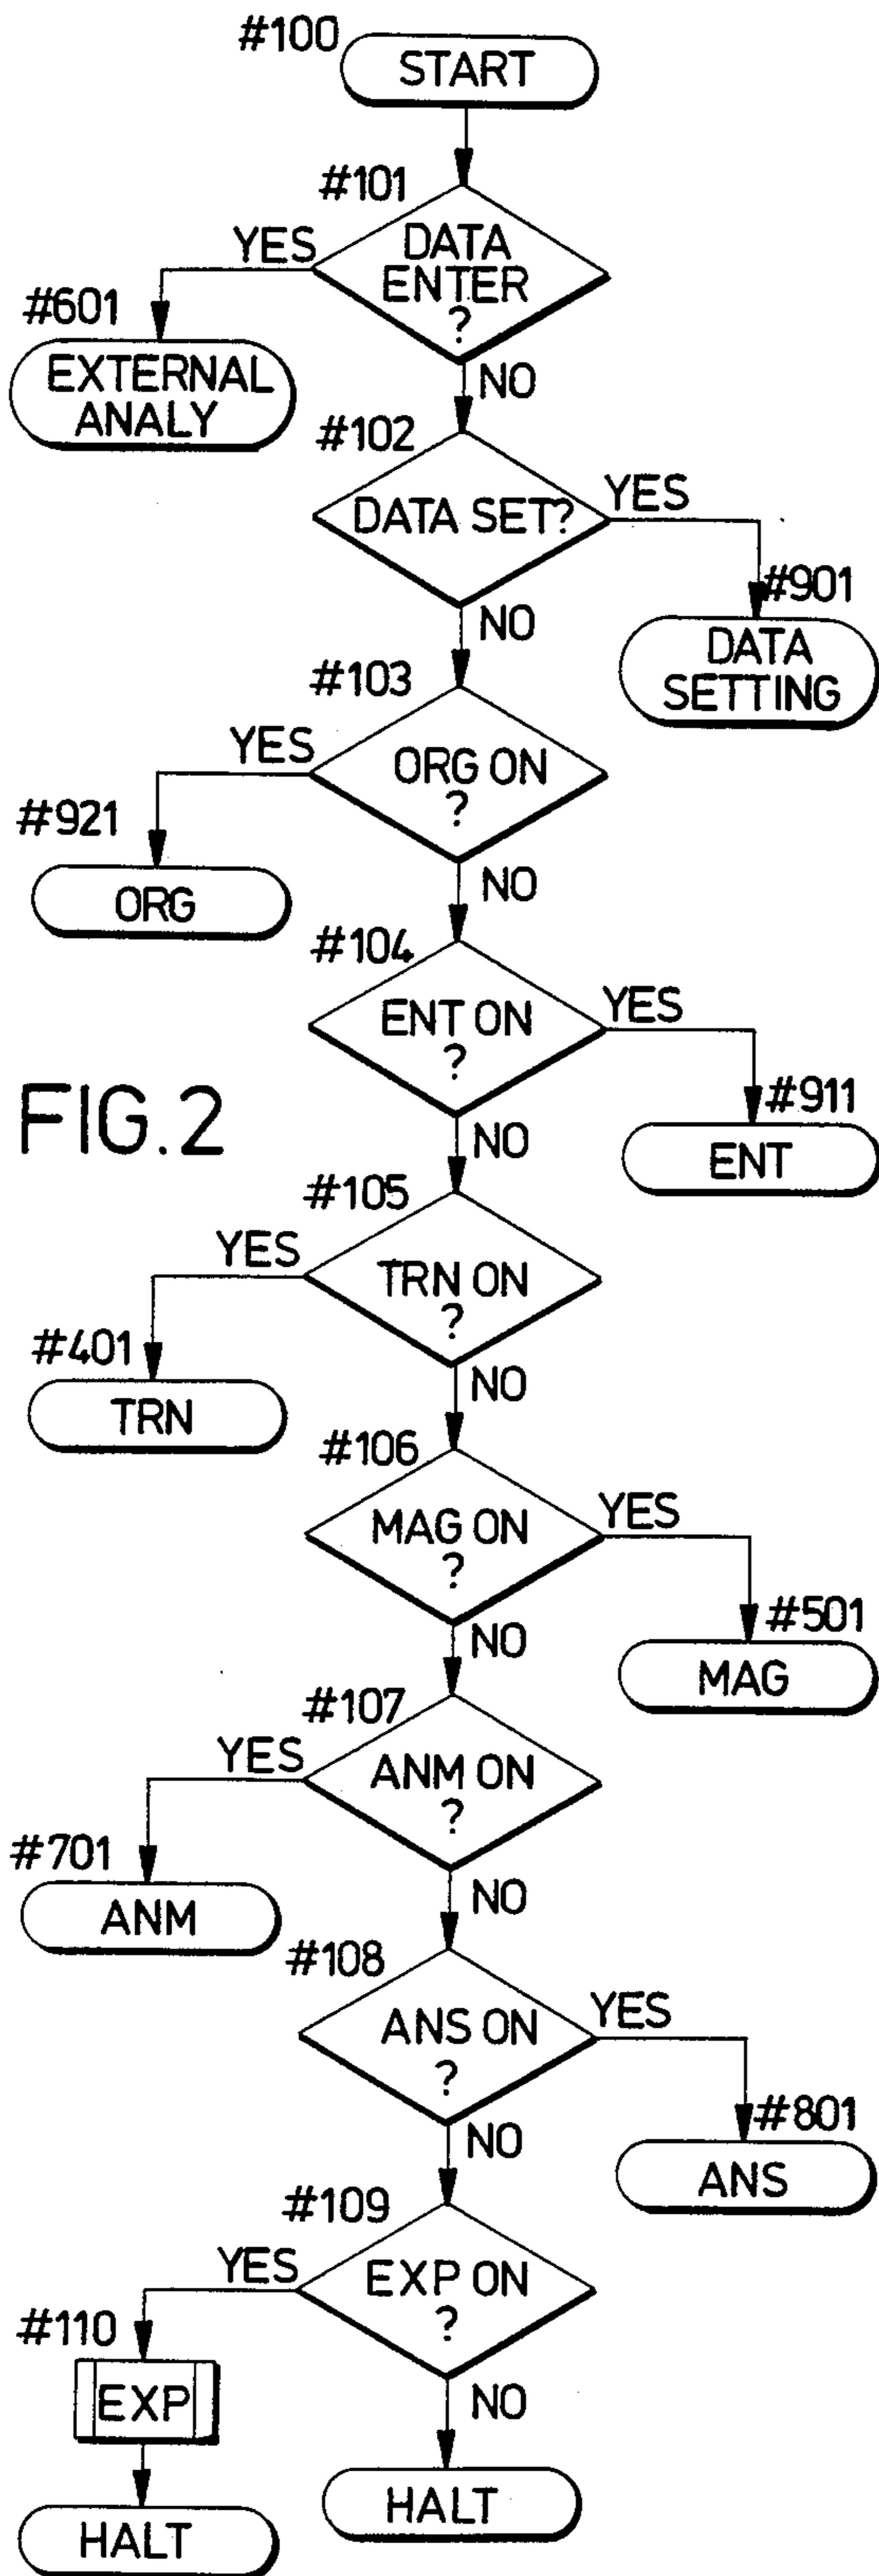 #100
START
#101
YES
DATA
ENTER
?
#601
EXTERNAL
ANALY
NO
#102
DATA SET?
YES
#901
DATA
SETTING
NO
#103
YES
ORG ON
?
#921
ORG
NO
#104
ENT ON
?
YES
#911
ENT
FIG.2
NO
#105
YES
TRN ON
?
#401
TRN
NO
#106
MAG ON
?
YES
#501
MAG
NO
#107
YES
ANM ON
?
#701
ANM
NO
#108
ANS ON
?
YES
#801
ANS
NO
#109
YES
EXP ON
?
#110
EXP
NO
HALT
HALT